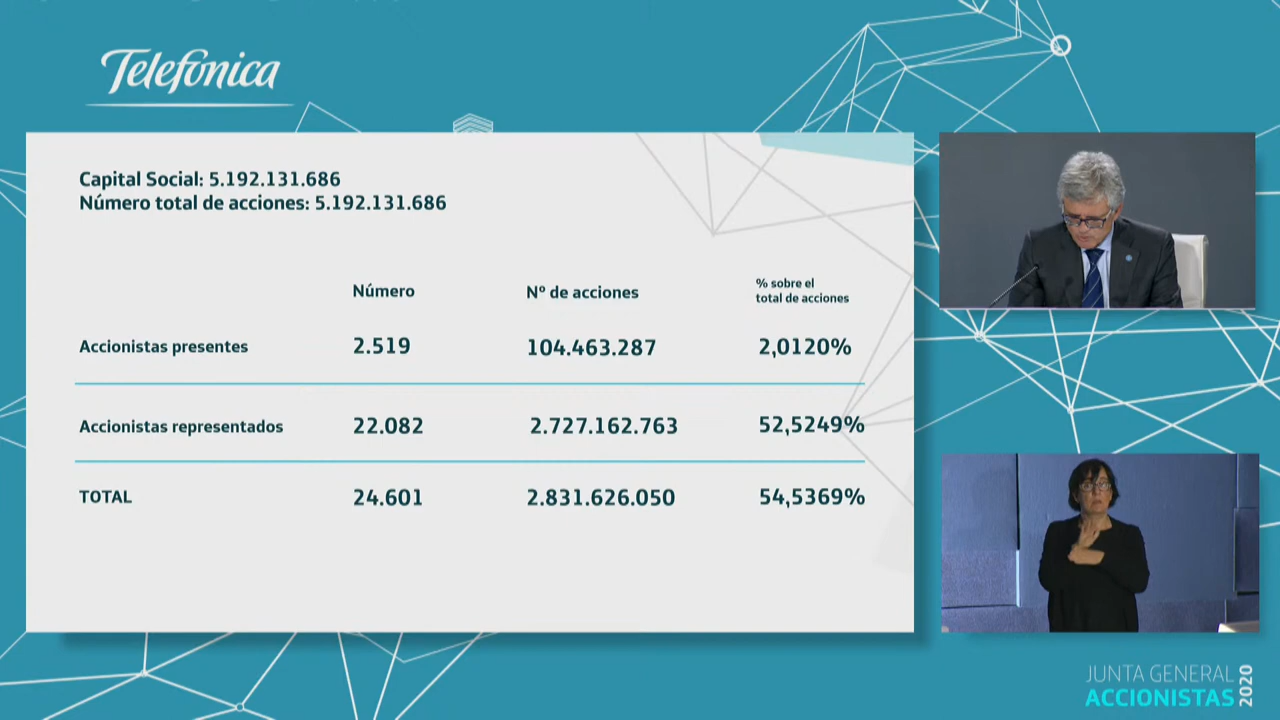 Telefónica
Capital Social: 5.192.131.686
Número total de acciones: 5.192.131.686
Número Nº de acciones % sobre el
total de acciones
Accionistas presentes 2.519 104.463.287 2,0120%
Accionistas representados 22.082 2.727.162.763 52,5249%
TOTAL 24.601 2.831.626.050 54,5369%
JUNTA GENERAL
ACCIONISTAS
2020